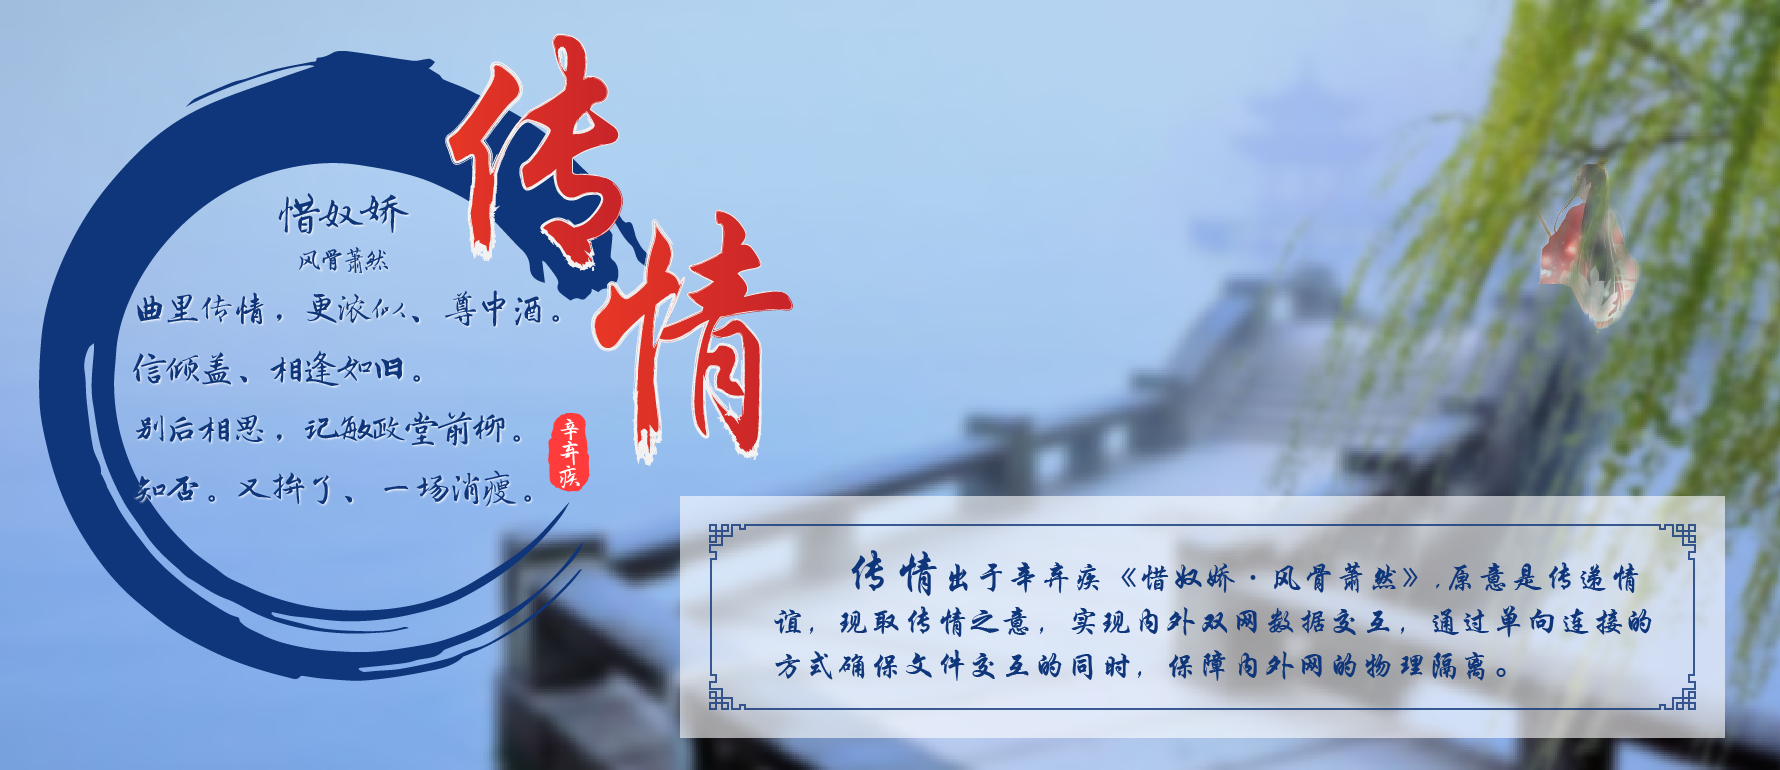 传情
惜奴娇
风骨萧然
曲里传情，更浓似、尊中酒。
信倾盖、相逢如旧。
别后相思，记敏政堂前柳。
知否。又拚了、一场消瘦。
辛弃疾
传情出于辛弃疾《惜奴娇·风骨萧然》,原意是传递情
谊，现取传情之意，实现内外双网数据交互，通过单向连接的
方式确保文件交互的同时，保障内外网的物理隔离。